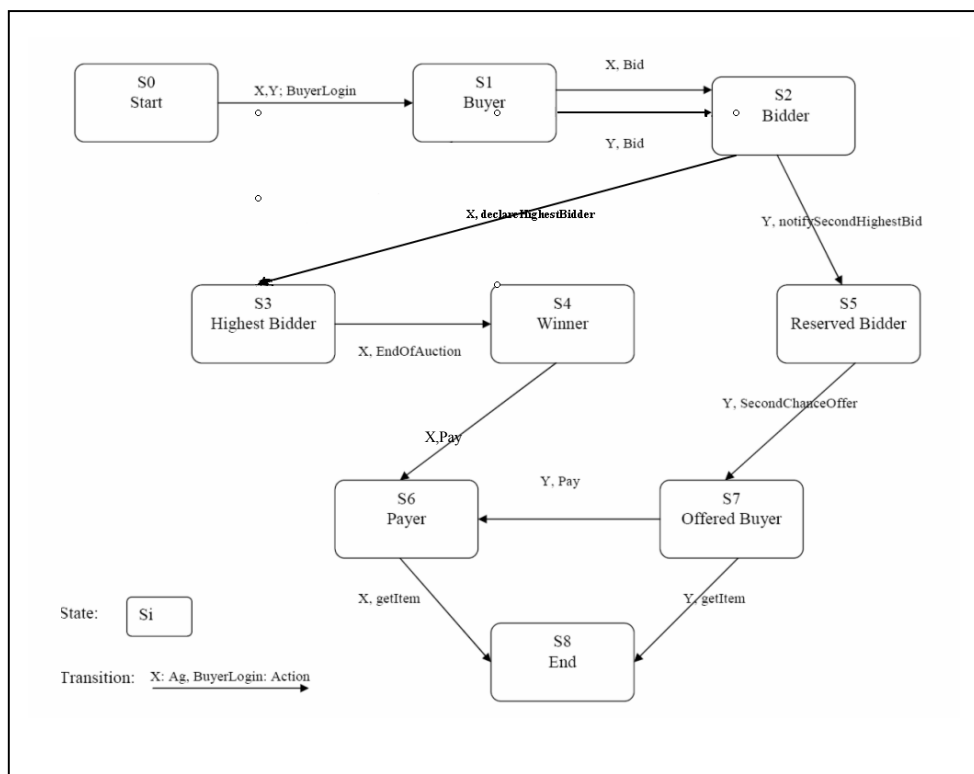 S0
Start
X,Y; BuyerLogin
S1
Buyer
X, Bid
Y, Bid
S2
Bidder
X, declareHighestBidder
Y, notifySecondHighestBid
S3
Highest Bidder
X, EndOfAuction
S4
Winner
S5
Reserved Bidder
X,Pay
Y, SecondChanceOffer
S6
Payer
Y, Pay
S7
Offered Buyer
X, getItem
Y, getItem
S8
End
State:
Si
Transition:
X: Ag, BuyerLogin: Action